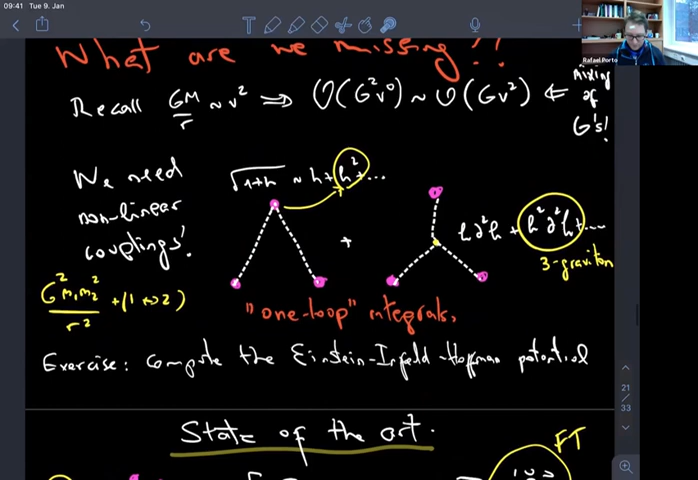 09:41 Tue 9. Jan
Rafael Porto
What are we missing!!
Recall GM/r ~ v² ⟹ O(G²v⁰) ~ O(Gv²) ⇐ Mixing of G's!
We need non-linear couplings!
√1+h ~ h + h² + ...
+
h∂²h + h²∂²h + ...
3-graviton
G²m₁m₂²/r² + (1↔2)
"one-loop" integrals.
Exercise: compute the Einstein-Infeld-Hoffman potential
State of the art.
FT
21
/
33